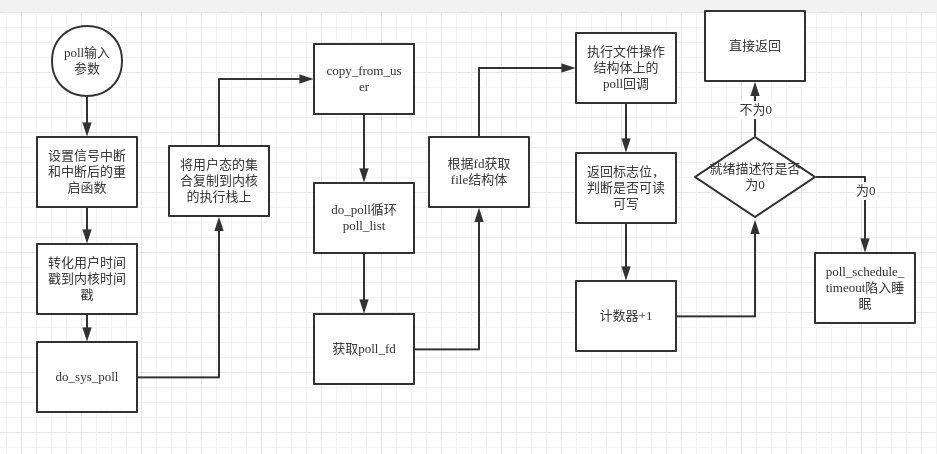 poll输入
参数
设置信号中断
和中断后的重
启函数
转化用户时间
戳到内核时间
戳
do_sys_poll
将用户态的集
合复制到内核
的执行栈上
copy_from_us
er
do_poll循环
poll_list
获取poll_fd
根据fd获取
file结构体
执行文件操作
结构体上的
poll回调
返回标志位，
判断是否可读
可写
计数器+1
就绪描述符是否
为0
不为0
直接返回
为0
poll_schedule_
timeout陷入睡
眠